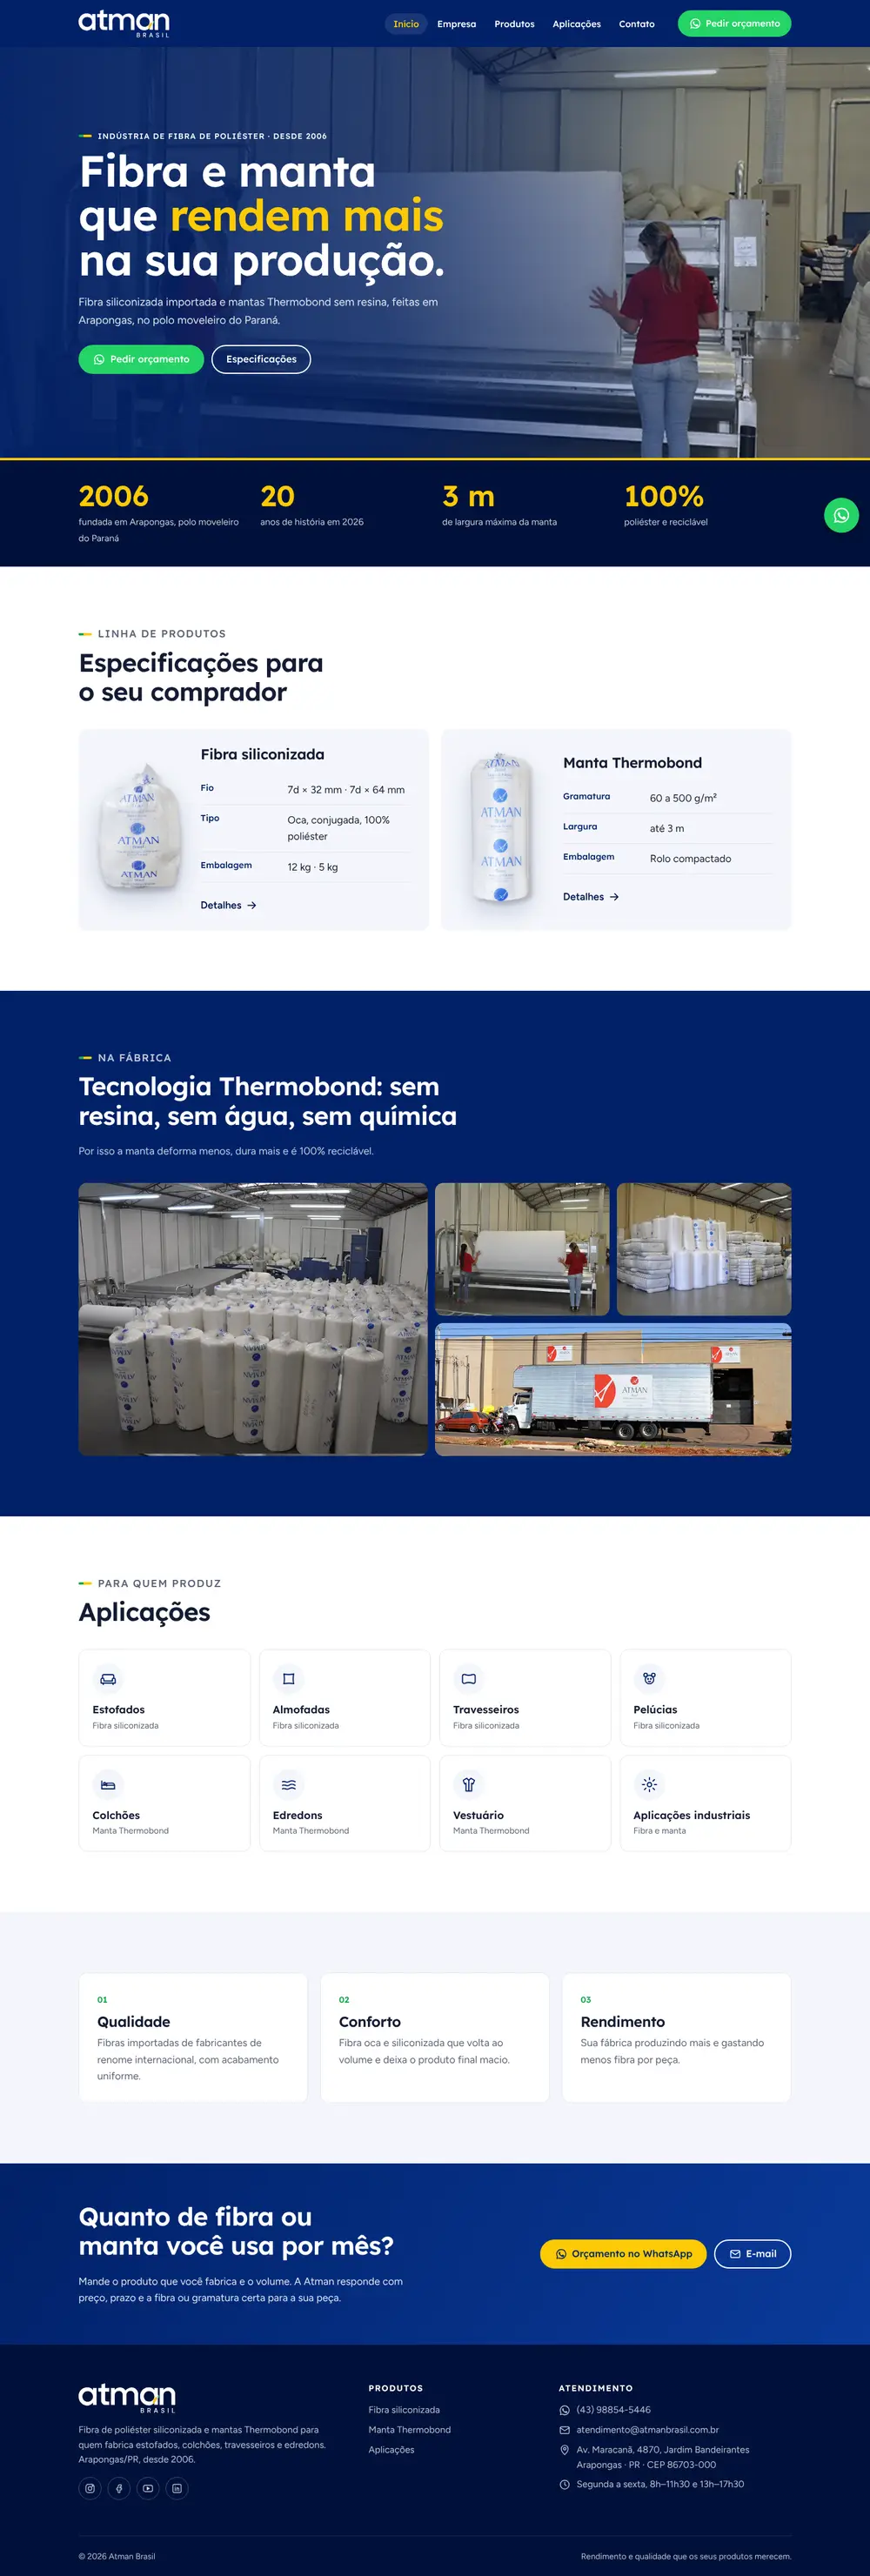 atman
BRASIL
Início
Empresa
Produtos
Aplicações
Contato
Pedir orçamento
INDÚSTRIA DE FIBRA DE POLIÉSTER · DESDE 2006
Fibra e manta
que rendem mais
na sua produção.
Fibra siliconizada importada e mantas Thermobond sem resina, feitas em
Arapongas, no polo moveleiro do Paraná.
Pedir orçamento
Especificações
2006
fundada em Arapongas, polo moveleiro
do Paraná
20
anos de história em 2026
3 m
de largura máxima da manta
100%
poliéster e reciclável
LINHA DE PRODUTOS
Especificações para
o seu comprador
ATMAN
ATMAN
ATMAN
Fibra siliconizada
Fio
7d × 32 mm · 7d × 64 mm
Tipo
Oca, conjugada, 100%
poliéster
Embalagem
12 kg · 5 kg
Detalhes →
ATMAN
ATMAN
ATMAN
Manta Thermobond
Gramatura
60 a 500 g/m²
Largura
até 3 m
Embalagem
Rolo compactado
Detalhes →
NA FÁBRICA
Tecnologia Thermobond: sem
resina, sem água, sem química
Por isso a manta deforma menos, dura mais e é 100% reciclável.
ATMAN
PARA QUEM PRODUZ
Aplicações
Estofados
Fibra siliconizada
Almofadas
Fibra siliconizada
Travesseiros
Fibra siliconizada
Pelúcias
Fibra siliconizada
Colchões
Manta Thermobond
Edredons
Manta Thermobond
Vestuário
Manta Thermobond
Aplicações industriais
Fibra e manta
01
Qualidade
Fibras importadas de fabricantes de
renome internacional, com acabamento
uniforme.
02
Conforto
Fibra oca e siliconizada que volta ao
volume e deixa o produto final macio.
03
Rendimento
Sua fábrica produzindo mais e gastando
menos fibra por peça.
Quanto de fibra ou
manta você usa por mês?
Mande o produto que você fabrica e o volume. A Atman responde com
preço, prazo e a fibra ou gramatura certa para a sua peça.
Orçamento no WhatsApp
E-mail
atman
BRASIL
Fibra de poliéster siliconizada e mantas Thermobond para
quem fabrica estofados, colchões, travesseiros e edredons.
Arapongas/PR, desde 2006.
PRODUTOS
Fibra siliconizada
Manta Thermobond
Aplicações
ATENDIMENTO
(43) 98854-5446
atendimento@atmanbrasil.com.br
Av. Maracanã, 4870, Jardim Bandeirantes
Arapongas · PR · CEP 86703-000
Segunda a sexta, 8h–11h30 e 13h–17h30
© 2026 Atman Brasil
Rendimento e qualidade que os seus produtos merecem.